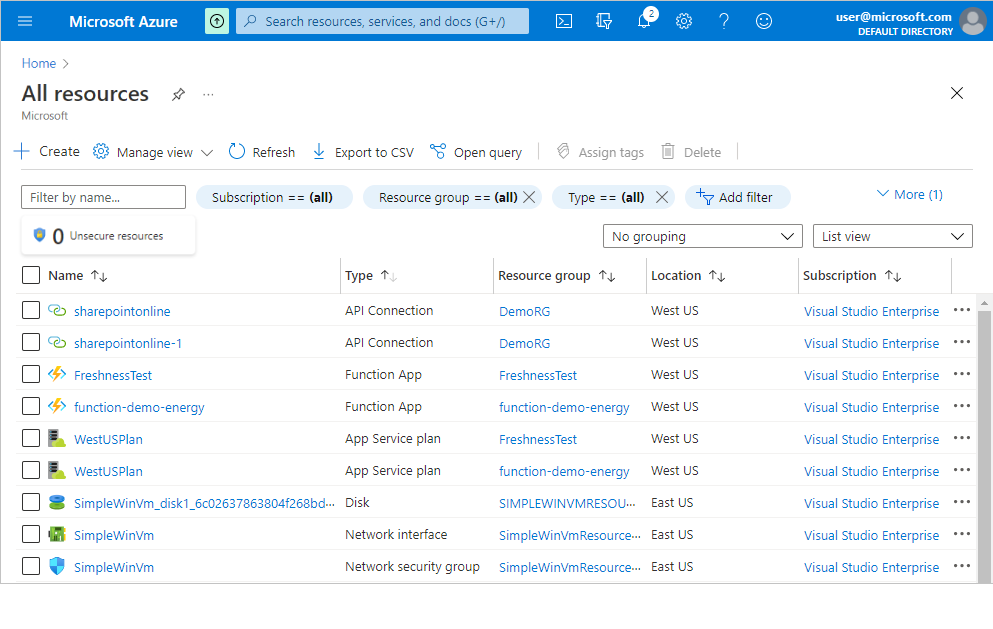 Microsoft Azure Search resources, services, and docs (G+/) 2 user@microsoft.com
DEFAULT DIRECTORY
Home
All resources
Microsoft
Create Manage view Refresh Export to CSV Open query Assign tags Delete
Filter by name... Subscription == (all) Resource group == (all) Type == (all) Add filter More (1)
0 Unsecure resources No grouping List view
Name Type Resource group Location Subscription
sharepointonline API Connection DemoRG West US Visual Studio Enterprise
sharepointonline-1 API Connection DemoRG West US Visual Studio Enterprise
FreshnessTest Function App FreshnessTest West US Visual Studio Enterprise
function-demo-energy Function App function-demo-energy West US Visual Studio Enterprise
WestUSPlan App Service plan FreshnessTest West US Visual Studio Enterprise
WestUSPlan App Service plan function-demo-energy West US Visual Studio Enterprise
SimpleWinVm_disk1_6c02637863804f268bd... Disk SIMPLEWINVMRESOU... East US Visual Studio Enterprise
SimpleWinVm Network interface SimpleWinVmResource... East US Visual Studio Enterprise
SimpleWinVm Network security group SimpleWinVmResource... East US Visual Studio Enterprise